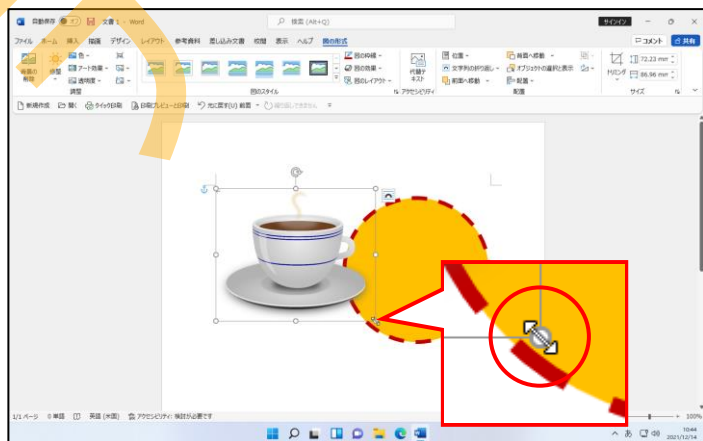 自動保存 オフ 文書 1 - Word 検索 (Alt+Q) サインイン
ファイル ホーム 挿入 描画 デザイン レイアウト 参考資料 差し込み文書 校閲 表示 ヘルプ 図の形式 コメント 共有
背景の削除 修整 色 アート効果 透明度 図の枠線 図の効果 図のレイアウト 代替テキスト 位置 文字列の折り返し 前面へ移動 背面へ移動 オブジェクトの選択と表示 配置 トリミング 72.23 mm 86.96 mm
調整 図のスタイル アクセシビリティ 配置 サイズ
新規作成 開く クイック印刷 印刷プレビューと印刷 元に戻す(U) 前面
1/1 ページ 0 単語 英語 (米国) アクセシビリティ: 検討が必要です 100%
あ 10:44
2021/12/14